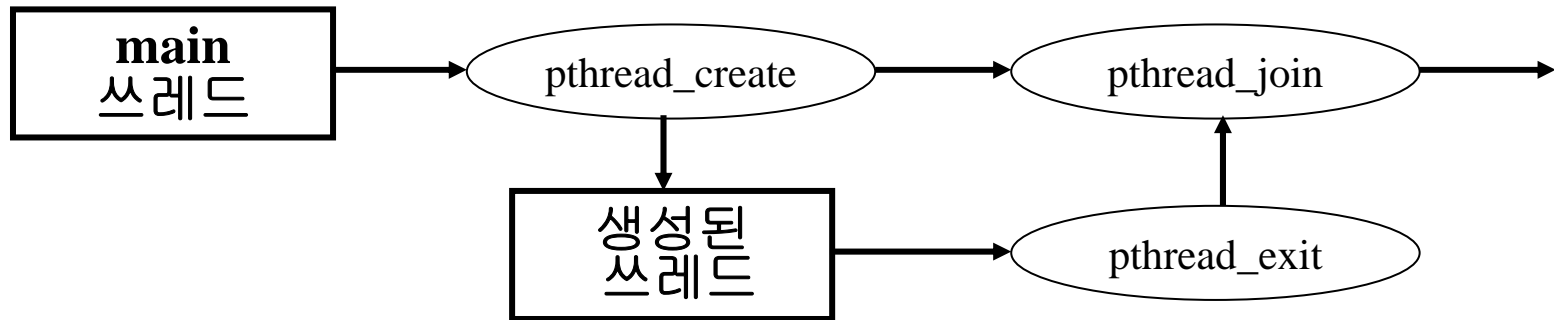 main
쓰레드
pthread_create
pthread_join
생성된
쓰레드
pthread_exit